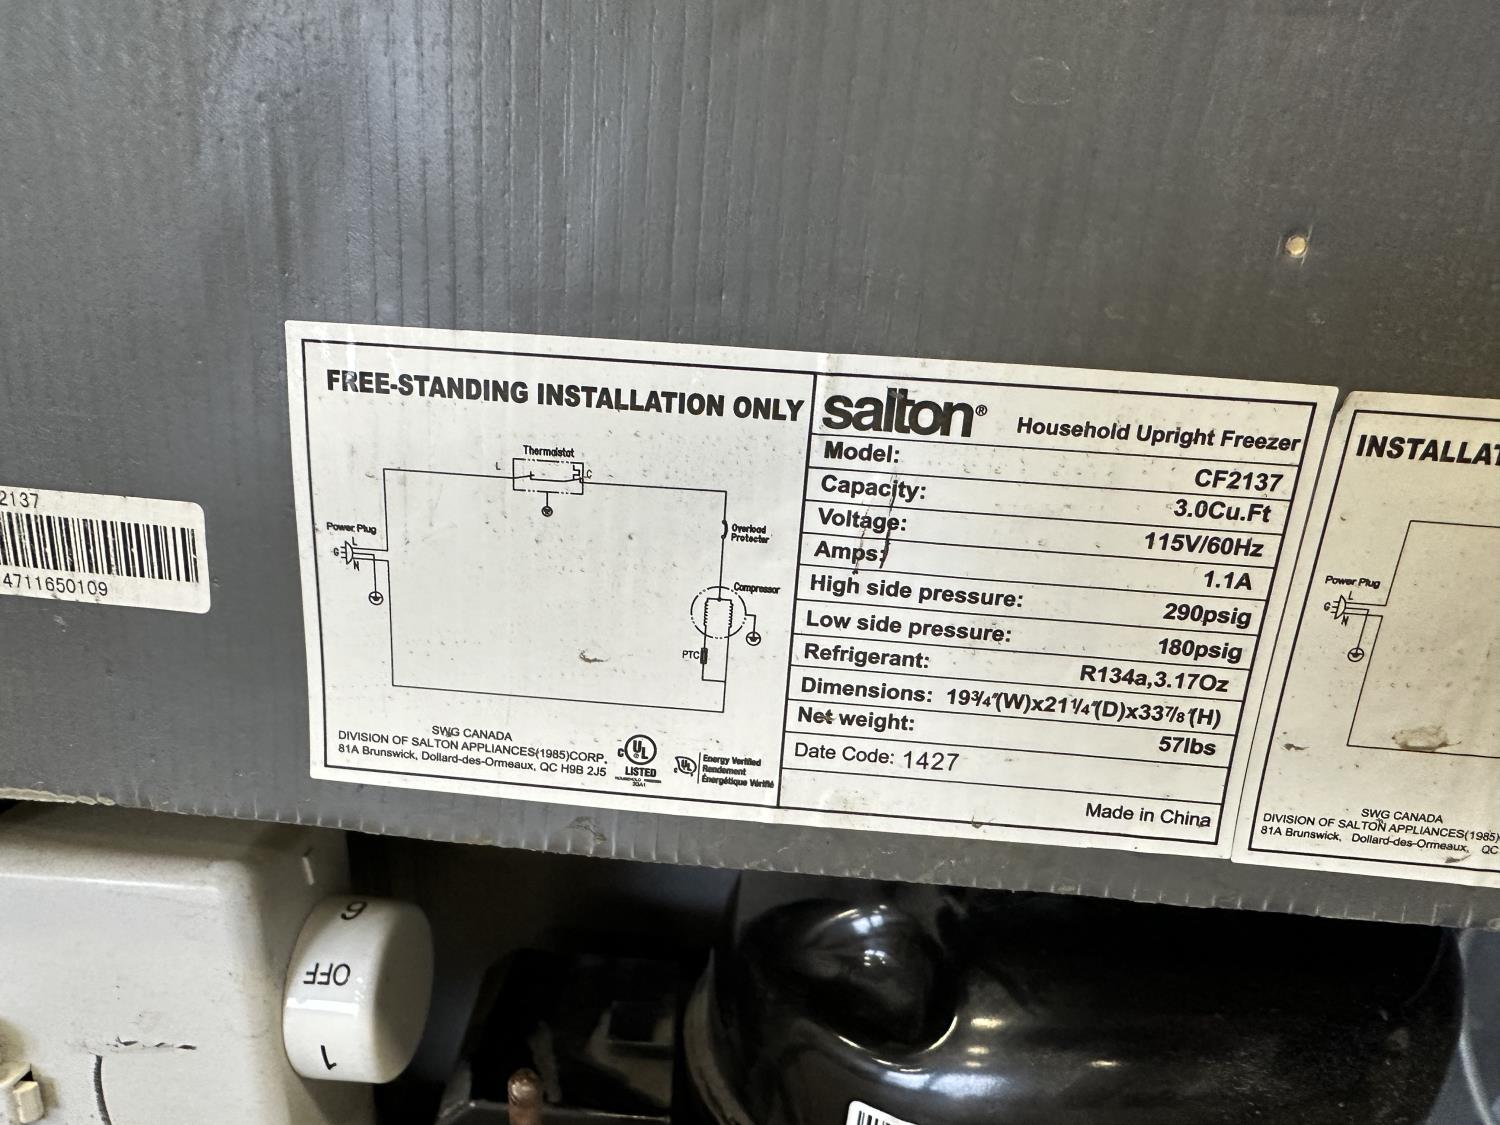 2137
4711650109
FREE-STANDING INSTALLATION ONLY
Thermalstat
L
C
Power Plug
L
G
N
Overload
Protector
Compressor
PTC
SWG CANADA
DIVISION OF SALTON APPLIANCES(1985)CORP.
81A Brunswick, Dollard-des-Ormeaux, QC H9B 2J5
c UL
LISTED
c UL
Energy Verified
Rendement
Énergétique Vérifié
salton® Household Upright Freezer
Model: CF2137
Capacity: 3.0Cu.Ft
Voltage: 115V/60Hz
Amps: 1.1A
High side pressure: 290psig
Low side pressure: 180psig
Refrigerant: R134a,3.17Oz
Dimensions: 19¾"(W)x21¼"(D)x33⅞"(H)
Net weight: 57lbs
Date Code: 1427
Made in China
INSTALLAT
Power Plug
L
G
N
SWG CANADA
DIVISION OF SALTON APPLIANCES(1985)
81A Brunswick, Dollard-des-Ormeaux, QC
6
OFF
1